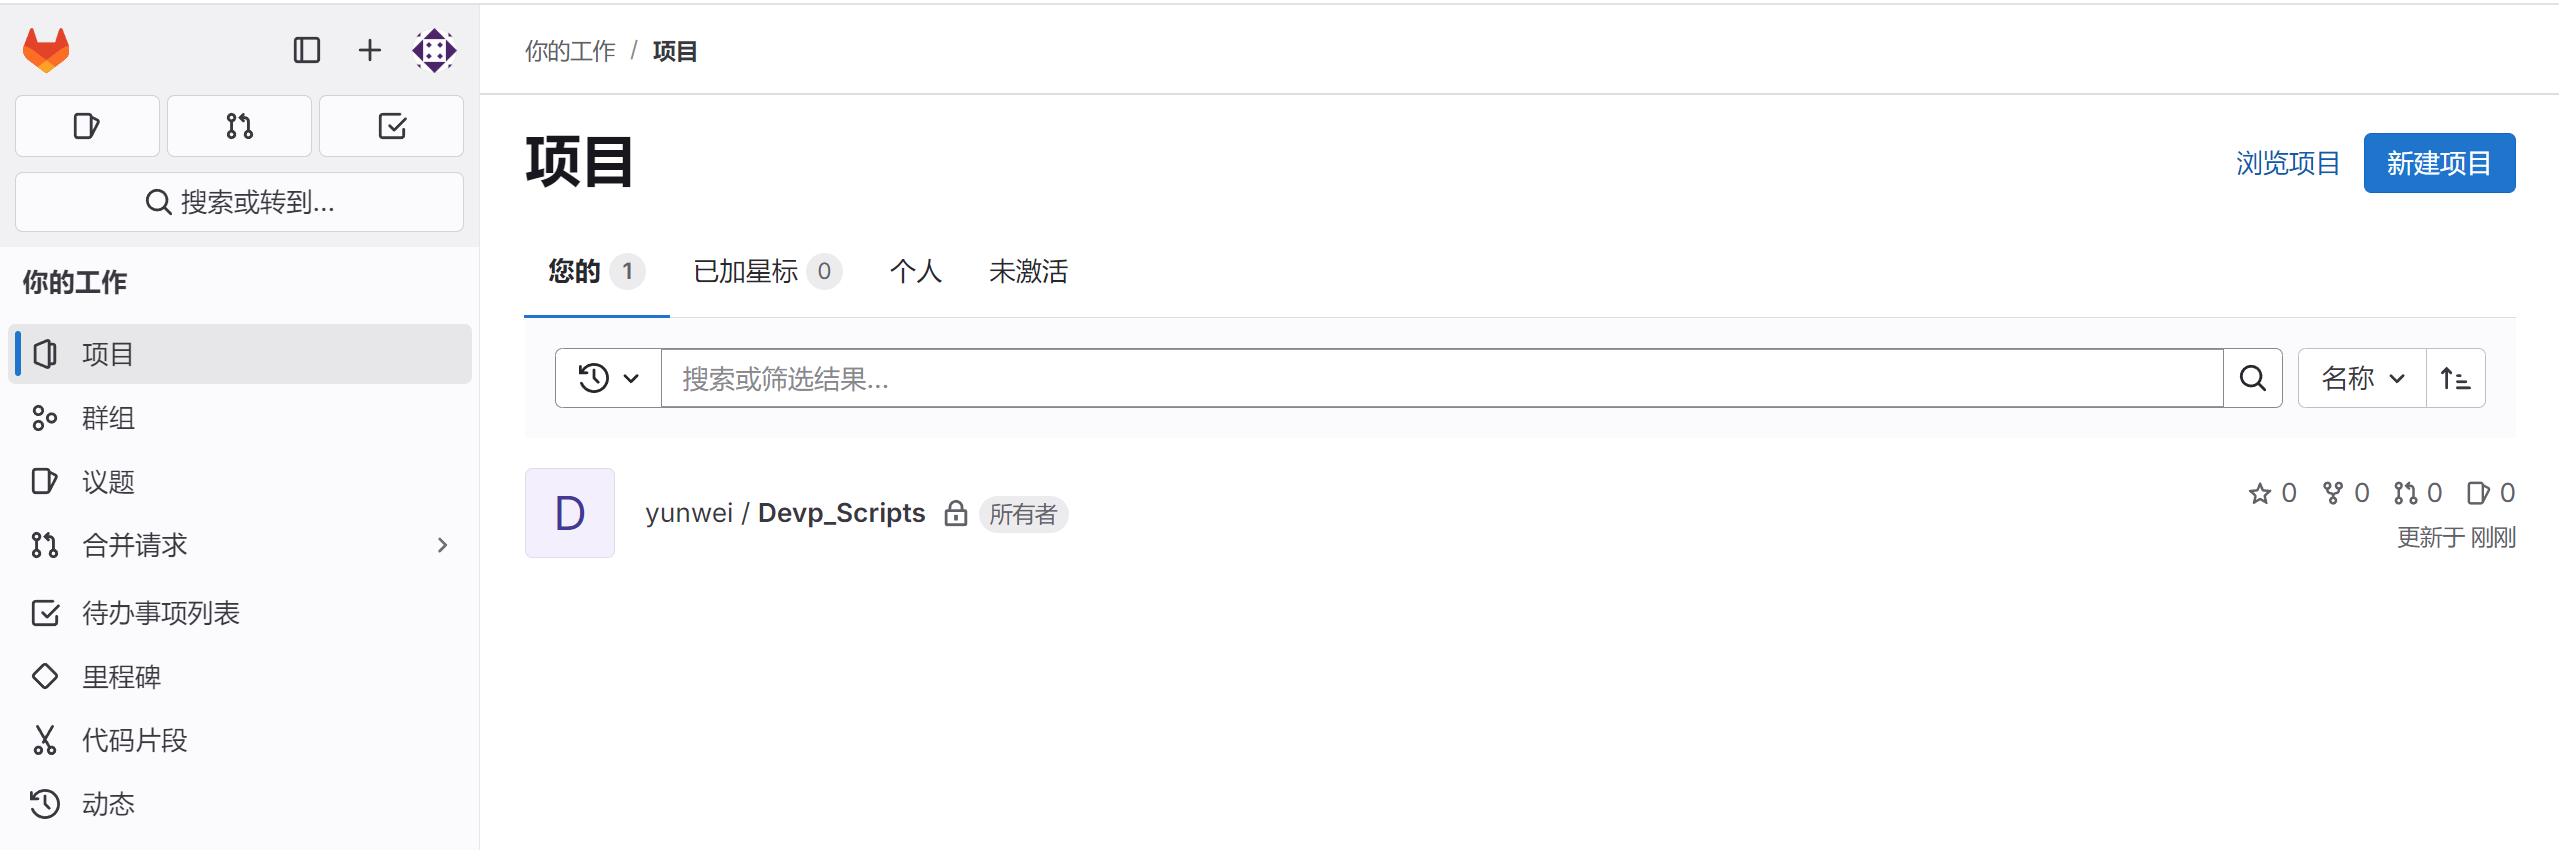 你的工作 / 项目
搜索或转到...
你的工作
项目
群组
议题
合并请求
待办事项列表
里程碑
代码片段
动态
项目
浏览项目
新建项目
您的 1
已加星标 0
个人
未激活
搜索或筛选结果...
名称
D
yunwei / Devp_Scripts
所有者
0 0 0 0
更新于 刚刚